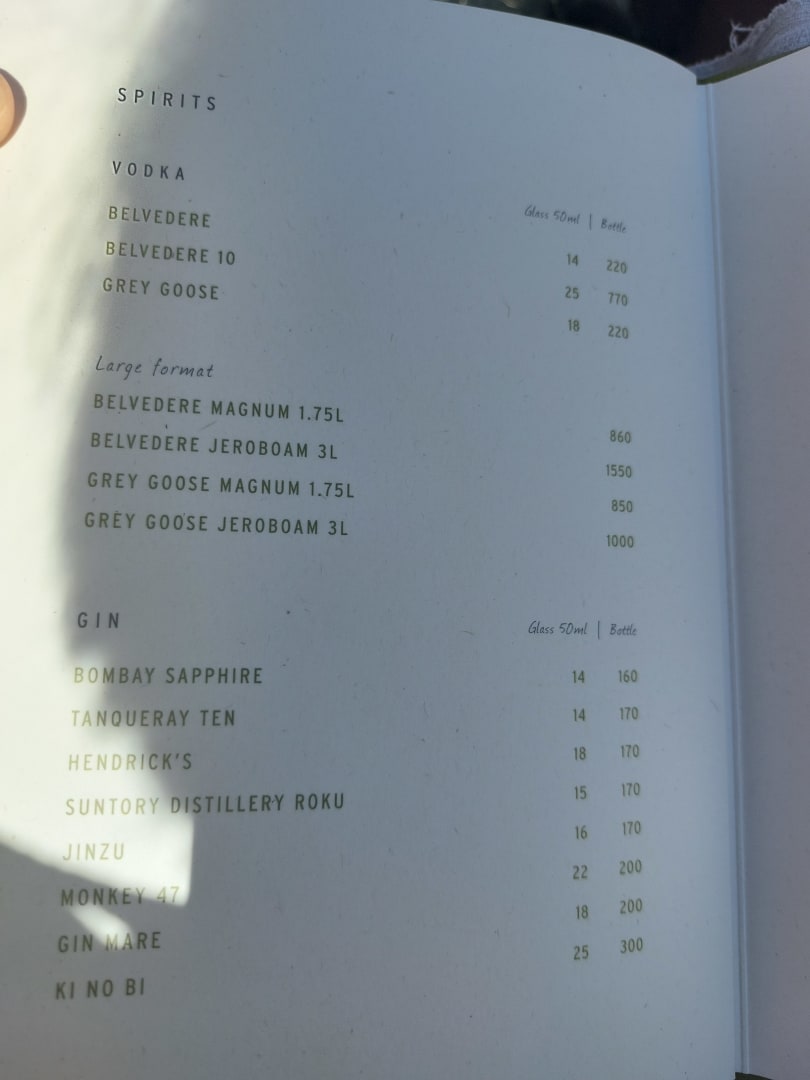 SPIRITS
VODKA
Glass 50ml | Bottle
BELVEDERE 14 220
BELVEDERE 10 25 770
GREY GOOSE 18 220
Large format
BELVEDERE MAGNUM 1.75L 860
BELVEDERE JEROBOAM 3L 1550
GREY GOOSE MAGNUM 1.75L 850
GREY GOOSE JEROBOAM 3L 1000
GIN
Glass 50ml | Bottle
BOMBAY SAPPHIRE 14 160
TANQUERAY TEN 14 170
HENDRICK'S 18 170
SUNTORY DISTILLERY ROKU 15 170
JINZU 16 170
MONKEY 47 22 200
GIN MARE 18 200
KI NO BI 25 300